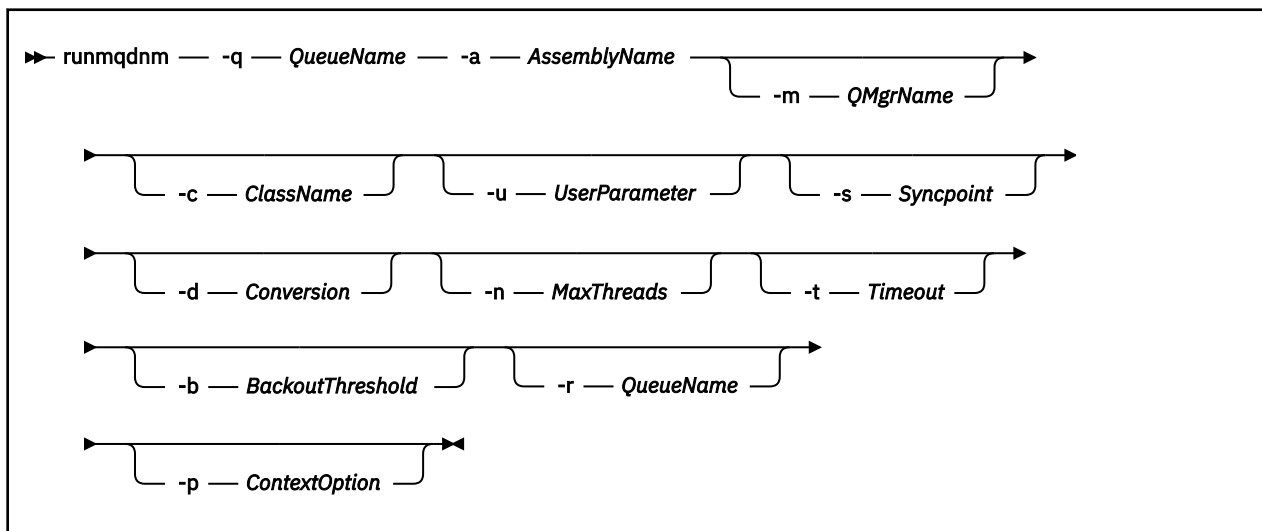 runmqdnm -q QueueName -a AssemblyName
-m QMgrName
-c ClassName -u UserParameter -s Syncpoint
-d Conversion -n MaxThreads -t Timeout
-b BackoutThreshold -r QueueName
-p ContextOption